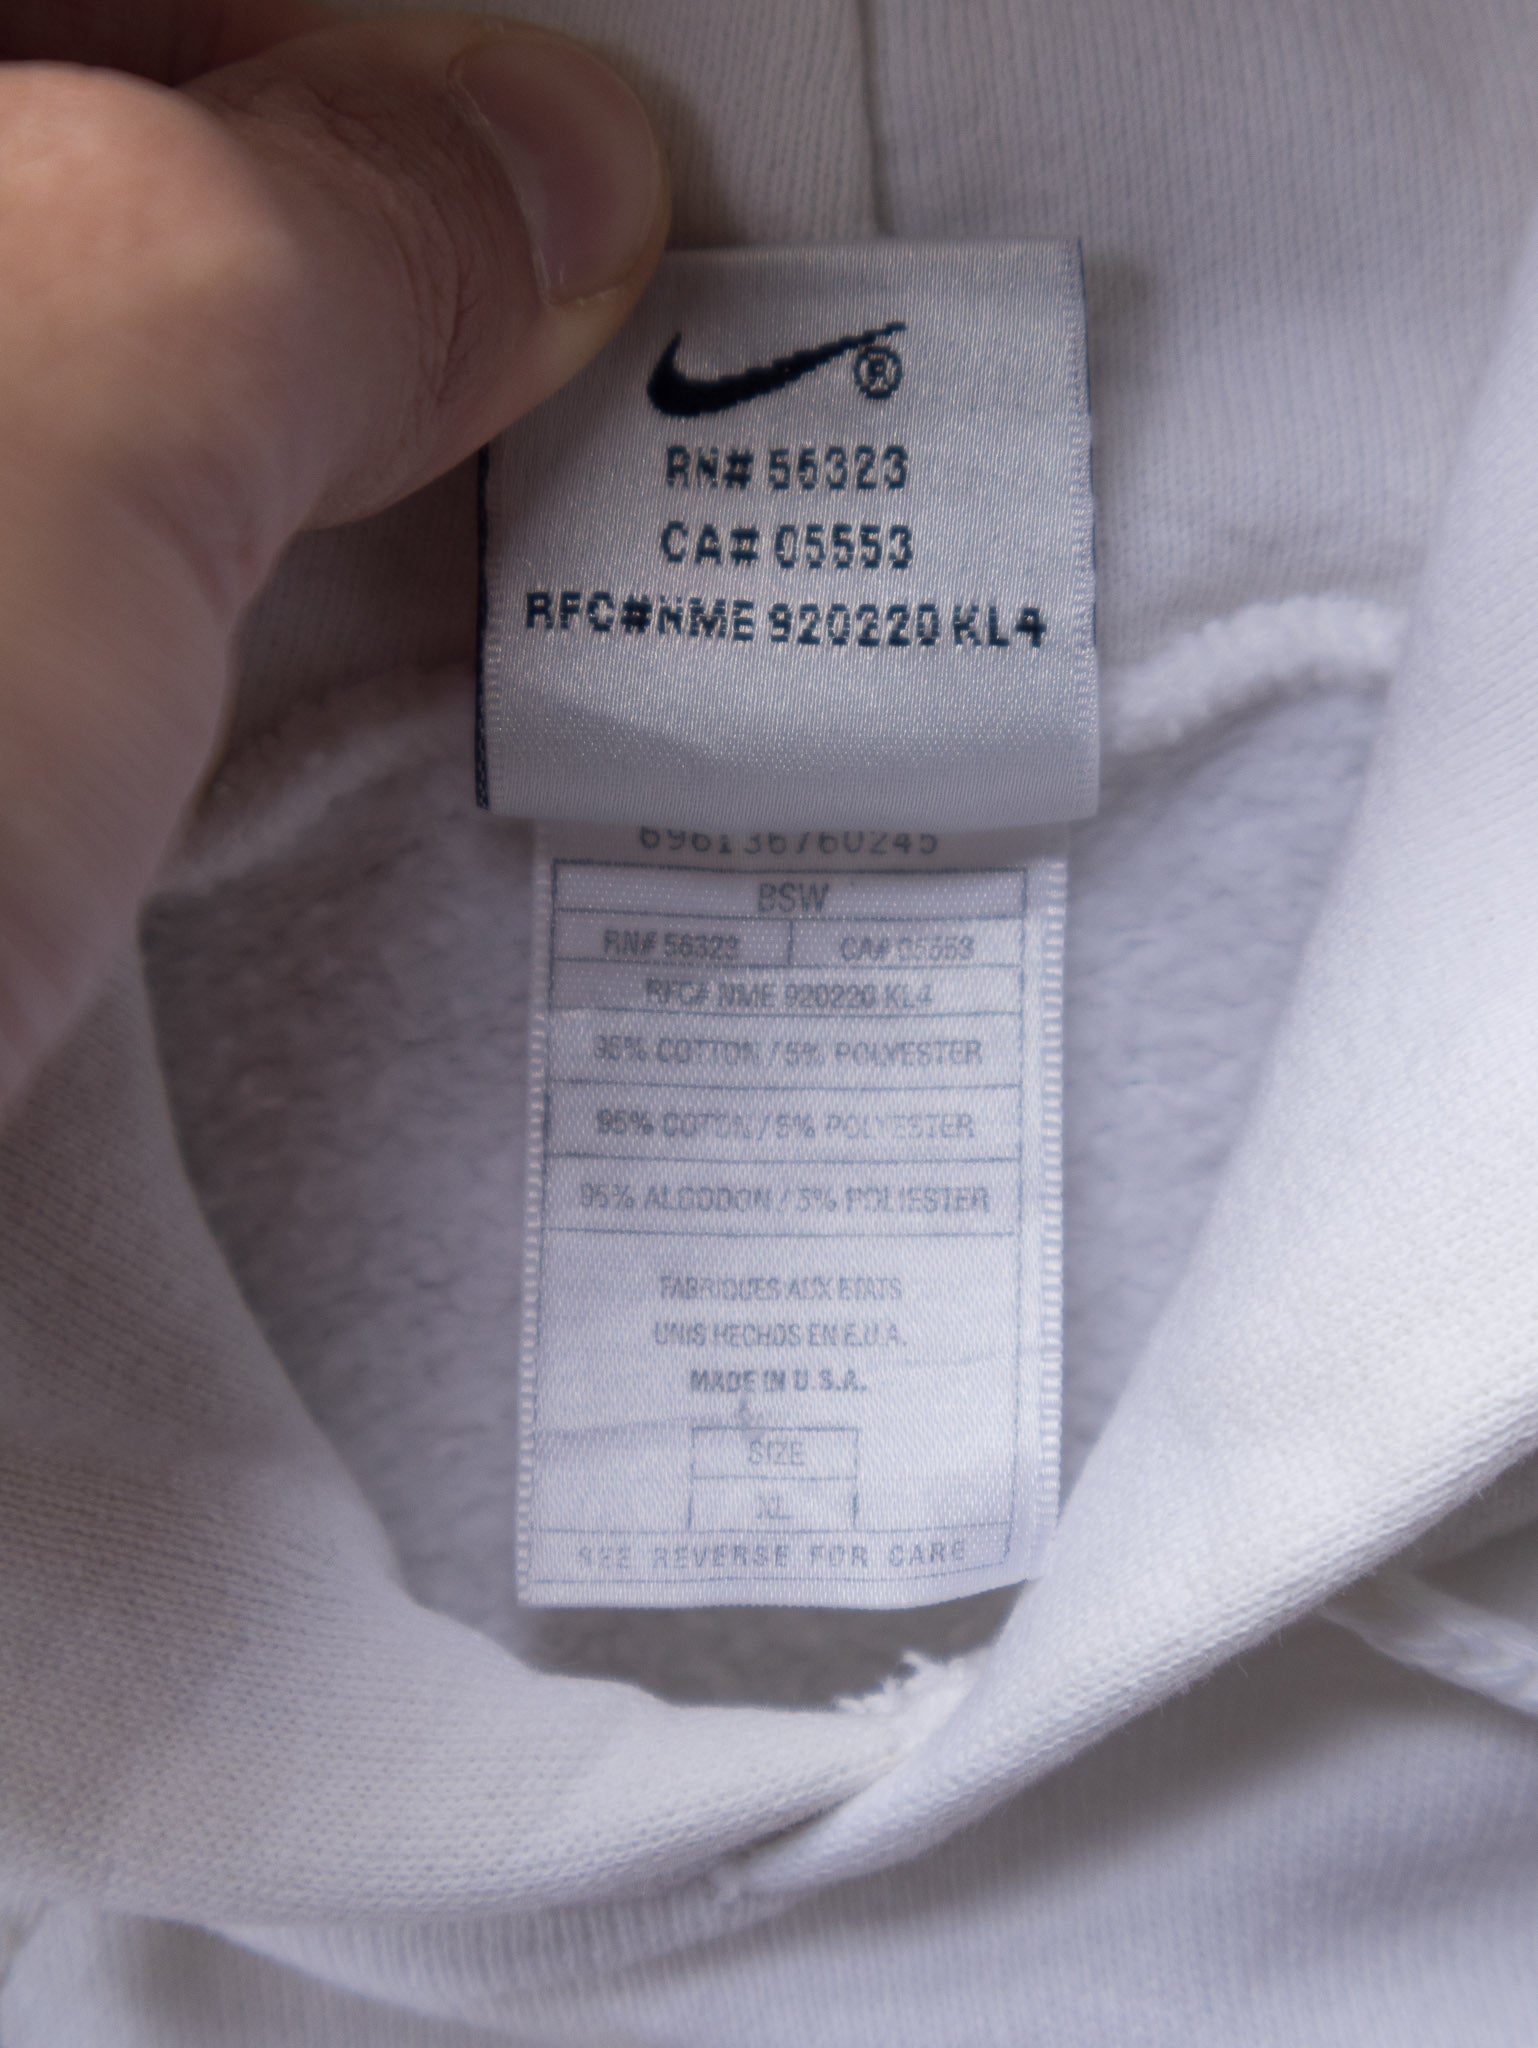 ®
RN# 56323
CA# 05553
RFC#NME 920220 KL4
696136760245
BSW
RN# 56323 CA# 05553
RFC# NME 920220 KL4
95% COTTON / 5% POLYESTER
95% COTON / 5% POLYESTER
95% ALGODON / 5% POLIESTER
FABRIQUES AUX ETATS
UNIS HECHOS EN E.U.A.
MADE IN U.S.A.
SIZE
XL
SEE REVERSE FOR CARE